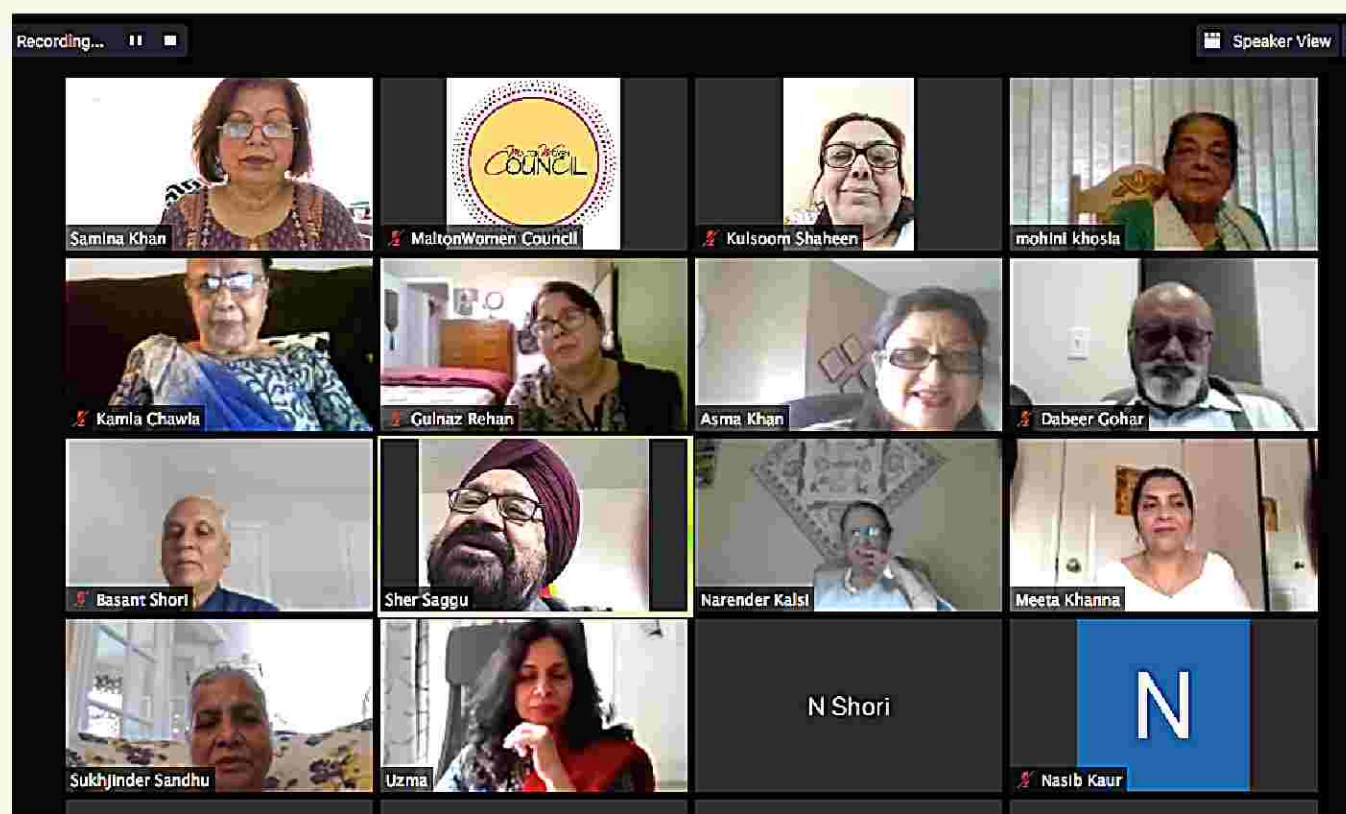 Recording...
Speaker View
Samina Khan
COUNCIL
MaltonWomen Council
Kulsoom Shaheen
mohini khosla
Kamla Chawla
Gulnaz Rehan
Asma Khan
Dabeer Gohar
Basant Shori
Sher Saggu
Narender Kalsi
Meeta Khanna
Sukhjinder Sandhu
Uzma
N Shori
N
Nasib Kaur